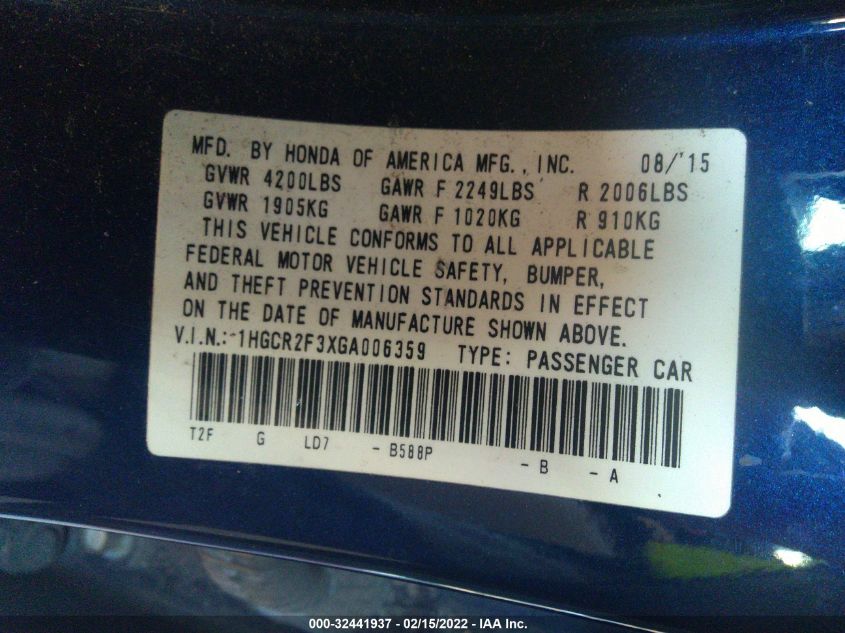 MFD. BY HONDA OF AMERICA MFG., INC. 08/15
GVWR 4200LBS GAWR F 2249LBS R 2006LBS
GVWR 1905KG GAWR F 1020KG R 910KG
THIS VEHICLE CONFORMS TO ALL APPLICABLE
FEDERAL MOTOR VEHICLE SAFETY, BUMPER,
AND THEFT PREVENTION STANDARDS IN EFFECT
ON THE DATE OF MANUFACTURE SHOWN ABOVE.
V.I.N.: 1HGCR2F3XGA006359 TYPE: PASSENGER CAR
T2F G LD7 - B588P - B - A
000-32441937 - 02/15/2022 - IAA Inc.